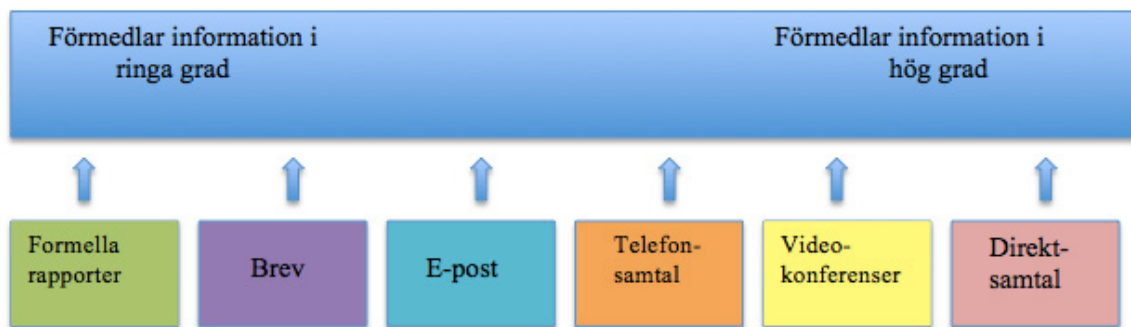 Förmedlar information i
ringa grad
Förmedlar information i
hög grad
Formella
rapporter
Brev
E-post
Telefon-
samtal
Video-
konferenser
Direkt-
samtal